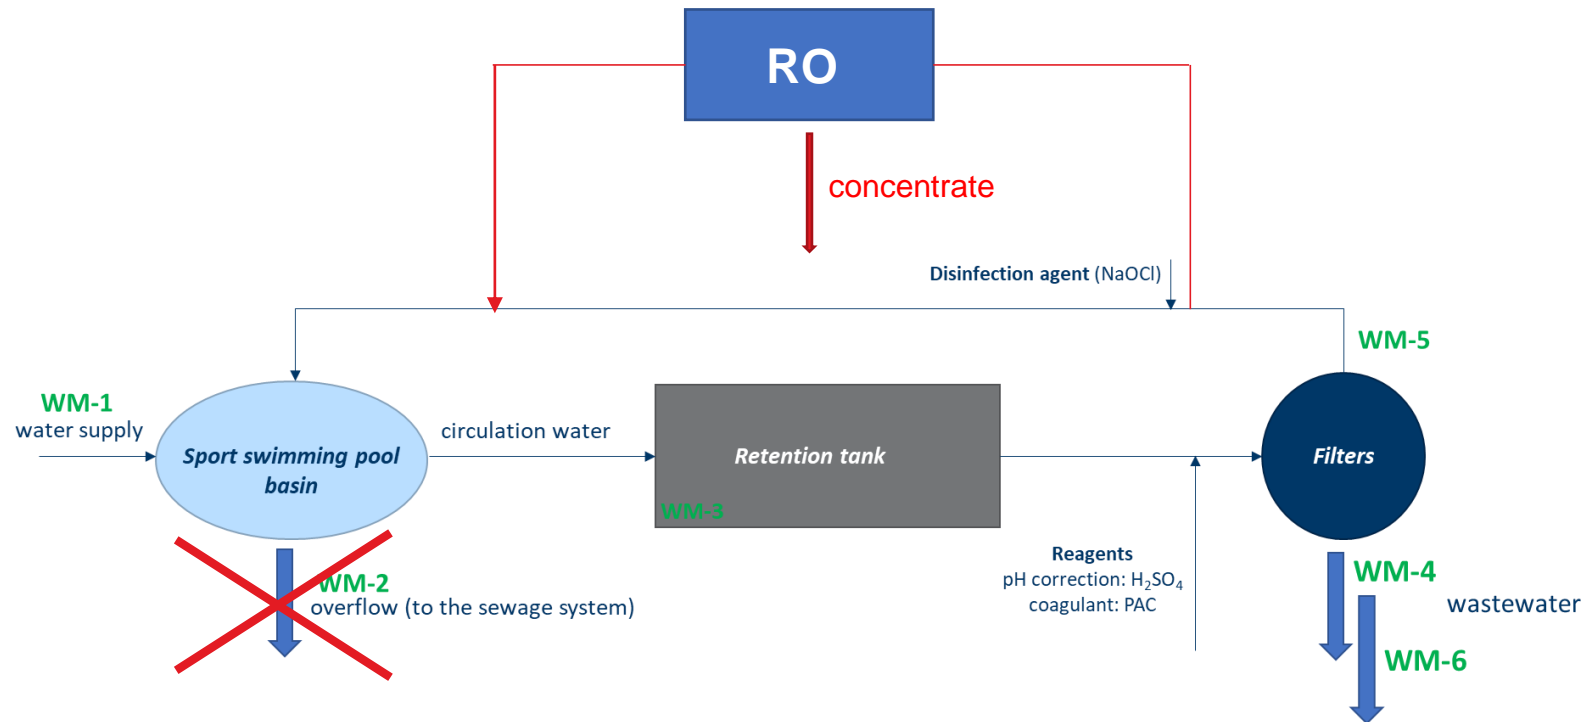 RO
concentrate
Disinfection agent (NaOCl)
WM-5
WM-1
water supply
Sport swimming pool
basin
circulation water
Retention tank
WM-3
Filters
Reagents
pH correction: H₂SO₄
coagulant: PAC
WM-2
overflow (to the sewage system)
WM-4
wastewater
WM-6